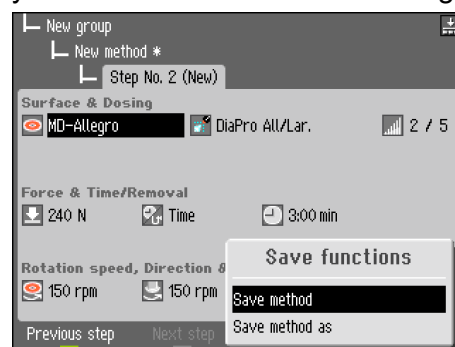 New group
New method *
Step No. 2 (New)
Surface & Dosing
MD-Allegro DiaPro All/Lar. 2 / 5
Force & Time/Removal
240 N Time 3:00 min
Rotation speed, Direction &
150 rpm 150 rpm
Save functions
Save method
Save method as
Previous step Next step